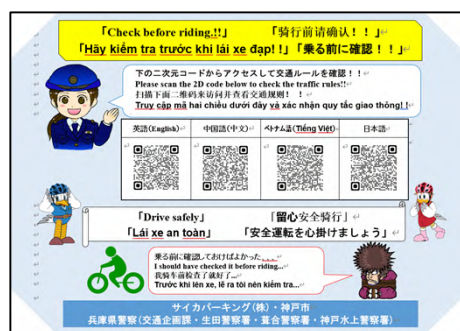 「Check before riding.!!」 「骑行前请确认！！」
「Hãy kiểm tra trước khi lái xe đạp!!」 「乗る前に確認！！」
下の二次元コードからアクセスして交通ルールを確認！！
Please scan the 2D code below to check the traffic rules!!
扫描下面二维码来访问并查看交通规则！！
Truy cập mã hai chiều dưới đây và xác nhận quy tắc giao thông!!
英語(English) 中国語(中文) ベトナム語(Tiếng Việt) 日本語
「Drive safely」 「留心安全骑行」
「Lái xe an toàn」 「安全運転を心掛けましょう」
乗る前に確認しておけばよかった……
I should have checked it before riding...
我骑车前检查了就好了...
Trước khi lên xe, lẽ ra tôi nên kiểm tra...
サイカパーキング(株)・神戸市
兵庫県警察(交通企画課・生田警察署・葺合警察署・神戸水上警察署)